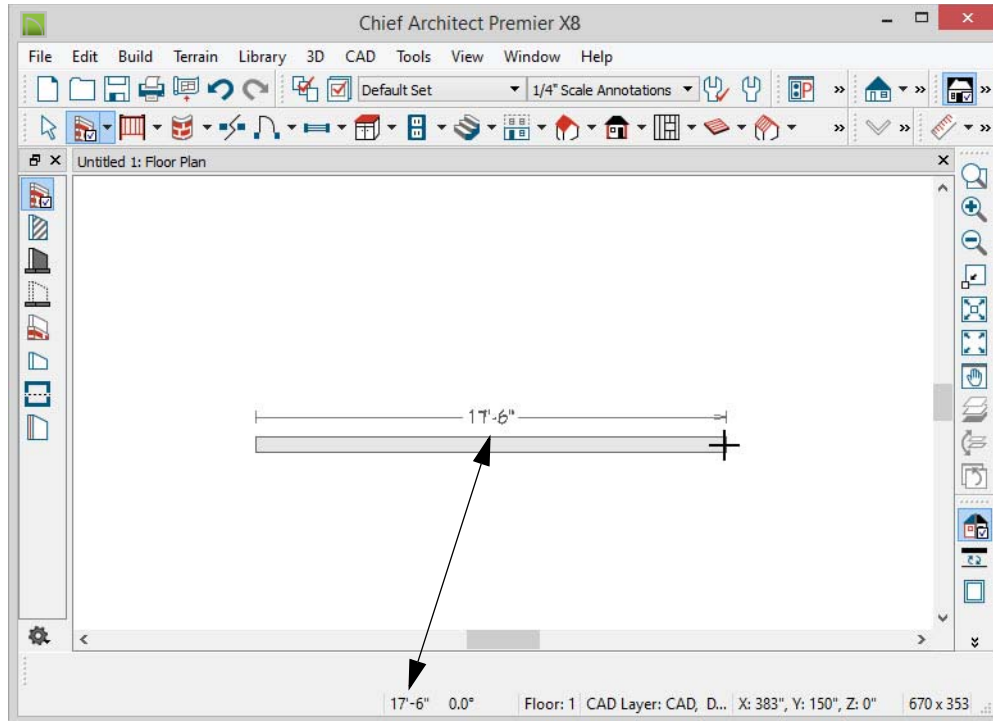 Chief Architect Premier X8
File Edit Build Terrain Library 3D CAD Tools View Window Help
Default Set 1/4" Scale Annotations
Untitled 1: Floor Plan
17'-6"
17'-6" 0.0° Floor: 1 CAD Layer: CAD, D... X: 383", Y: 150", Z: 0" 670 x 353